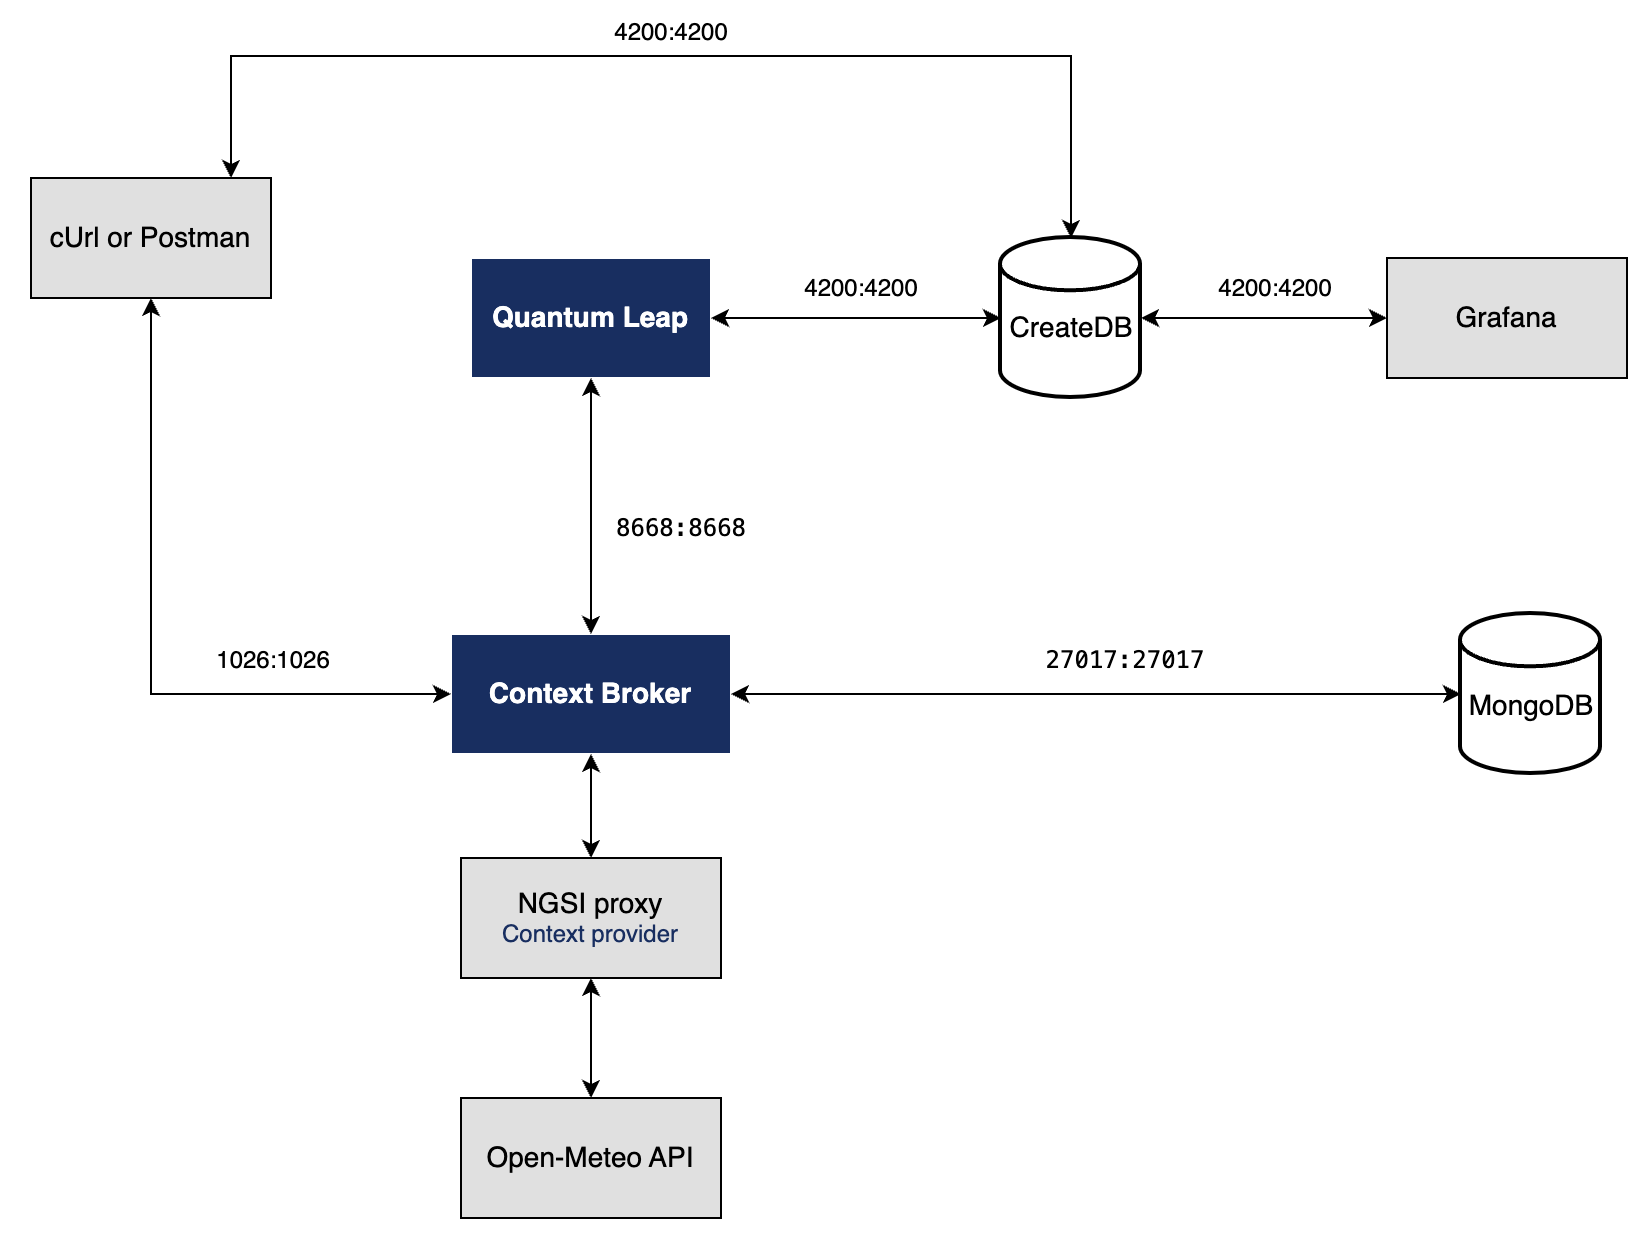 4200:4200
cUrl or Postman
Quantum Leap
4200:4200
CreateDB
4200:4200
Grafana
8668:8668
1026:1026
Context Broker
27017:27017
MongoDB
NGSI proxy
Context provider
Open-Meteo API